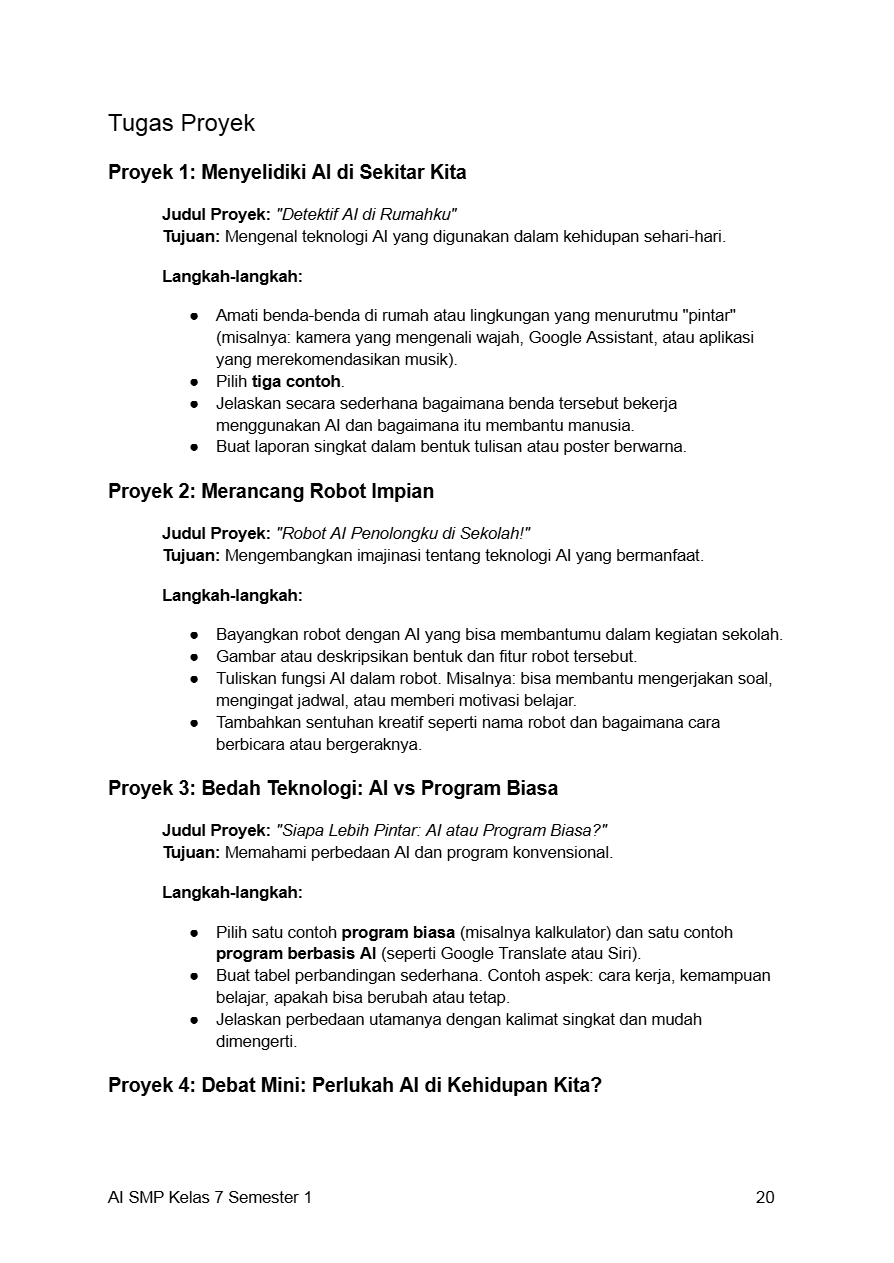 Tugas Proyek
Proyek 1: Menyelidiki AI di Sekitar Kita
Judul Proyek: "Detektif AI di Rumahku"
Tujuan: Mengenal teknologi AI yang digunakan dalam kehidupan sehari-hari.
Langkah-langkah:
● Amati benda-benda di rumah atau lingkungan yang menurutmu "pintar"
(misalnya: kamera yang mengenali wajah, Google Assistant, atau aplikasi
yang merekomendasikan musik).
● Pilih tiga contoh.
● Jelaskan secara sederhana bagaimana benda tersebut bekerja
menggunakan AI dan bagaimana itu membantu manusia.
● Buat laporan singkat dalam bentuk tulisan atau poster berwarna.
Proyek 2: Merancang Robot Impian
Judul Proyek: "Robot AI Penolongku di Sekolah!"
Tujuan: Mengembangkan imajinasi tentang teknologi AI yang bermanfaat.
Langkah-langkah:
● Bayangkan robot dengan AI yang bisa membantumu dalam kegiatan sekolah.
● Gambar atau deskripsikan bentuk dan fitur robot tersebut.
● Tuliskan fungsi AI dalam robot. Misalnya: bisa membantu mengerjakan soal,
mengingat jadwal, atau memberi motivasi belajar.
● Tambahkan sentuhan kreatif seperti nama robot dan bagaimana cara
berbicara atau bergeraknya.
Proyek 3: Bedah Teknologi: AI vs Program Biasa
Judul Proyek: "Siapa Lebih Pintar: AI atau Program Biasa?"
Tujuan: Memahami perbedaan AI dan program konvensional.
Langkah-langkah:
● Pilih satu contoh program biasa (misalnya kalkulator) dan satu contoh
program berbasis AI (seperti Google Translate atau Siri).
● Buat tabel perbandingan sederhana. Contoh aspek: cara kerja, kemampuan
belajar, apakah bisa berubah atau tetap.
● Jelaskan perbedaan utamanya dengan kalimat singkat dan mudah
dimengerti.
Proyek 4: Debat Mini: Perlukah AI di Kehidupan Kita?
AI SMP Kelas 7 Semester 1 20